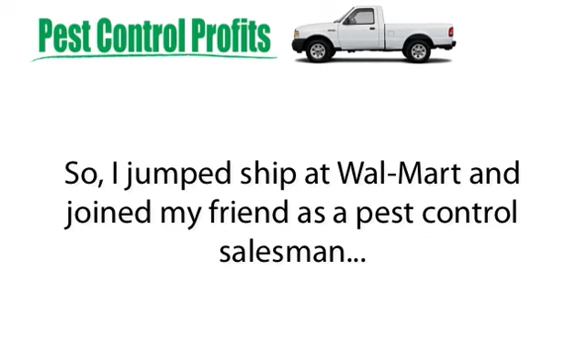 Pest Control Profits
So, I jumped ship at Wal-Mart and
joined my friend as a pest control
salesman...